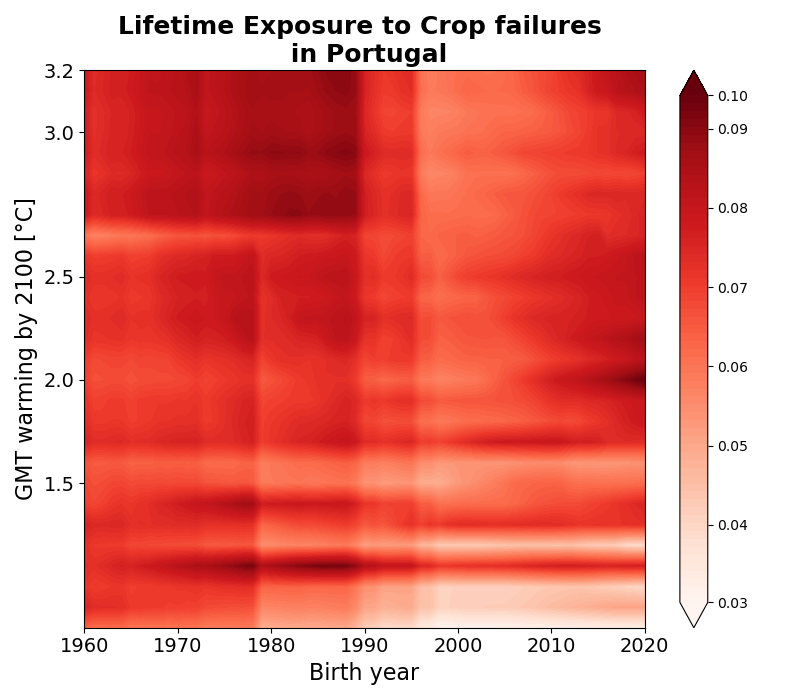 Lifetime Exposure to Crop failures
in Portugal
3.2
3.0
2.5
2.0
1.5
GMT warming by 2100 [°C]
1960 1970 1980 1990 2000 2010 2020
Birth year
0.10
0.09
0.08
0.07
0.06
0.05
0.04
0.03